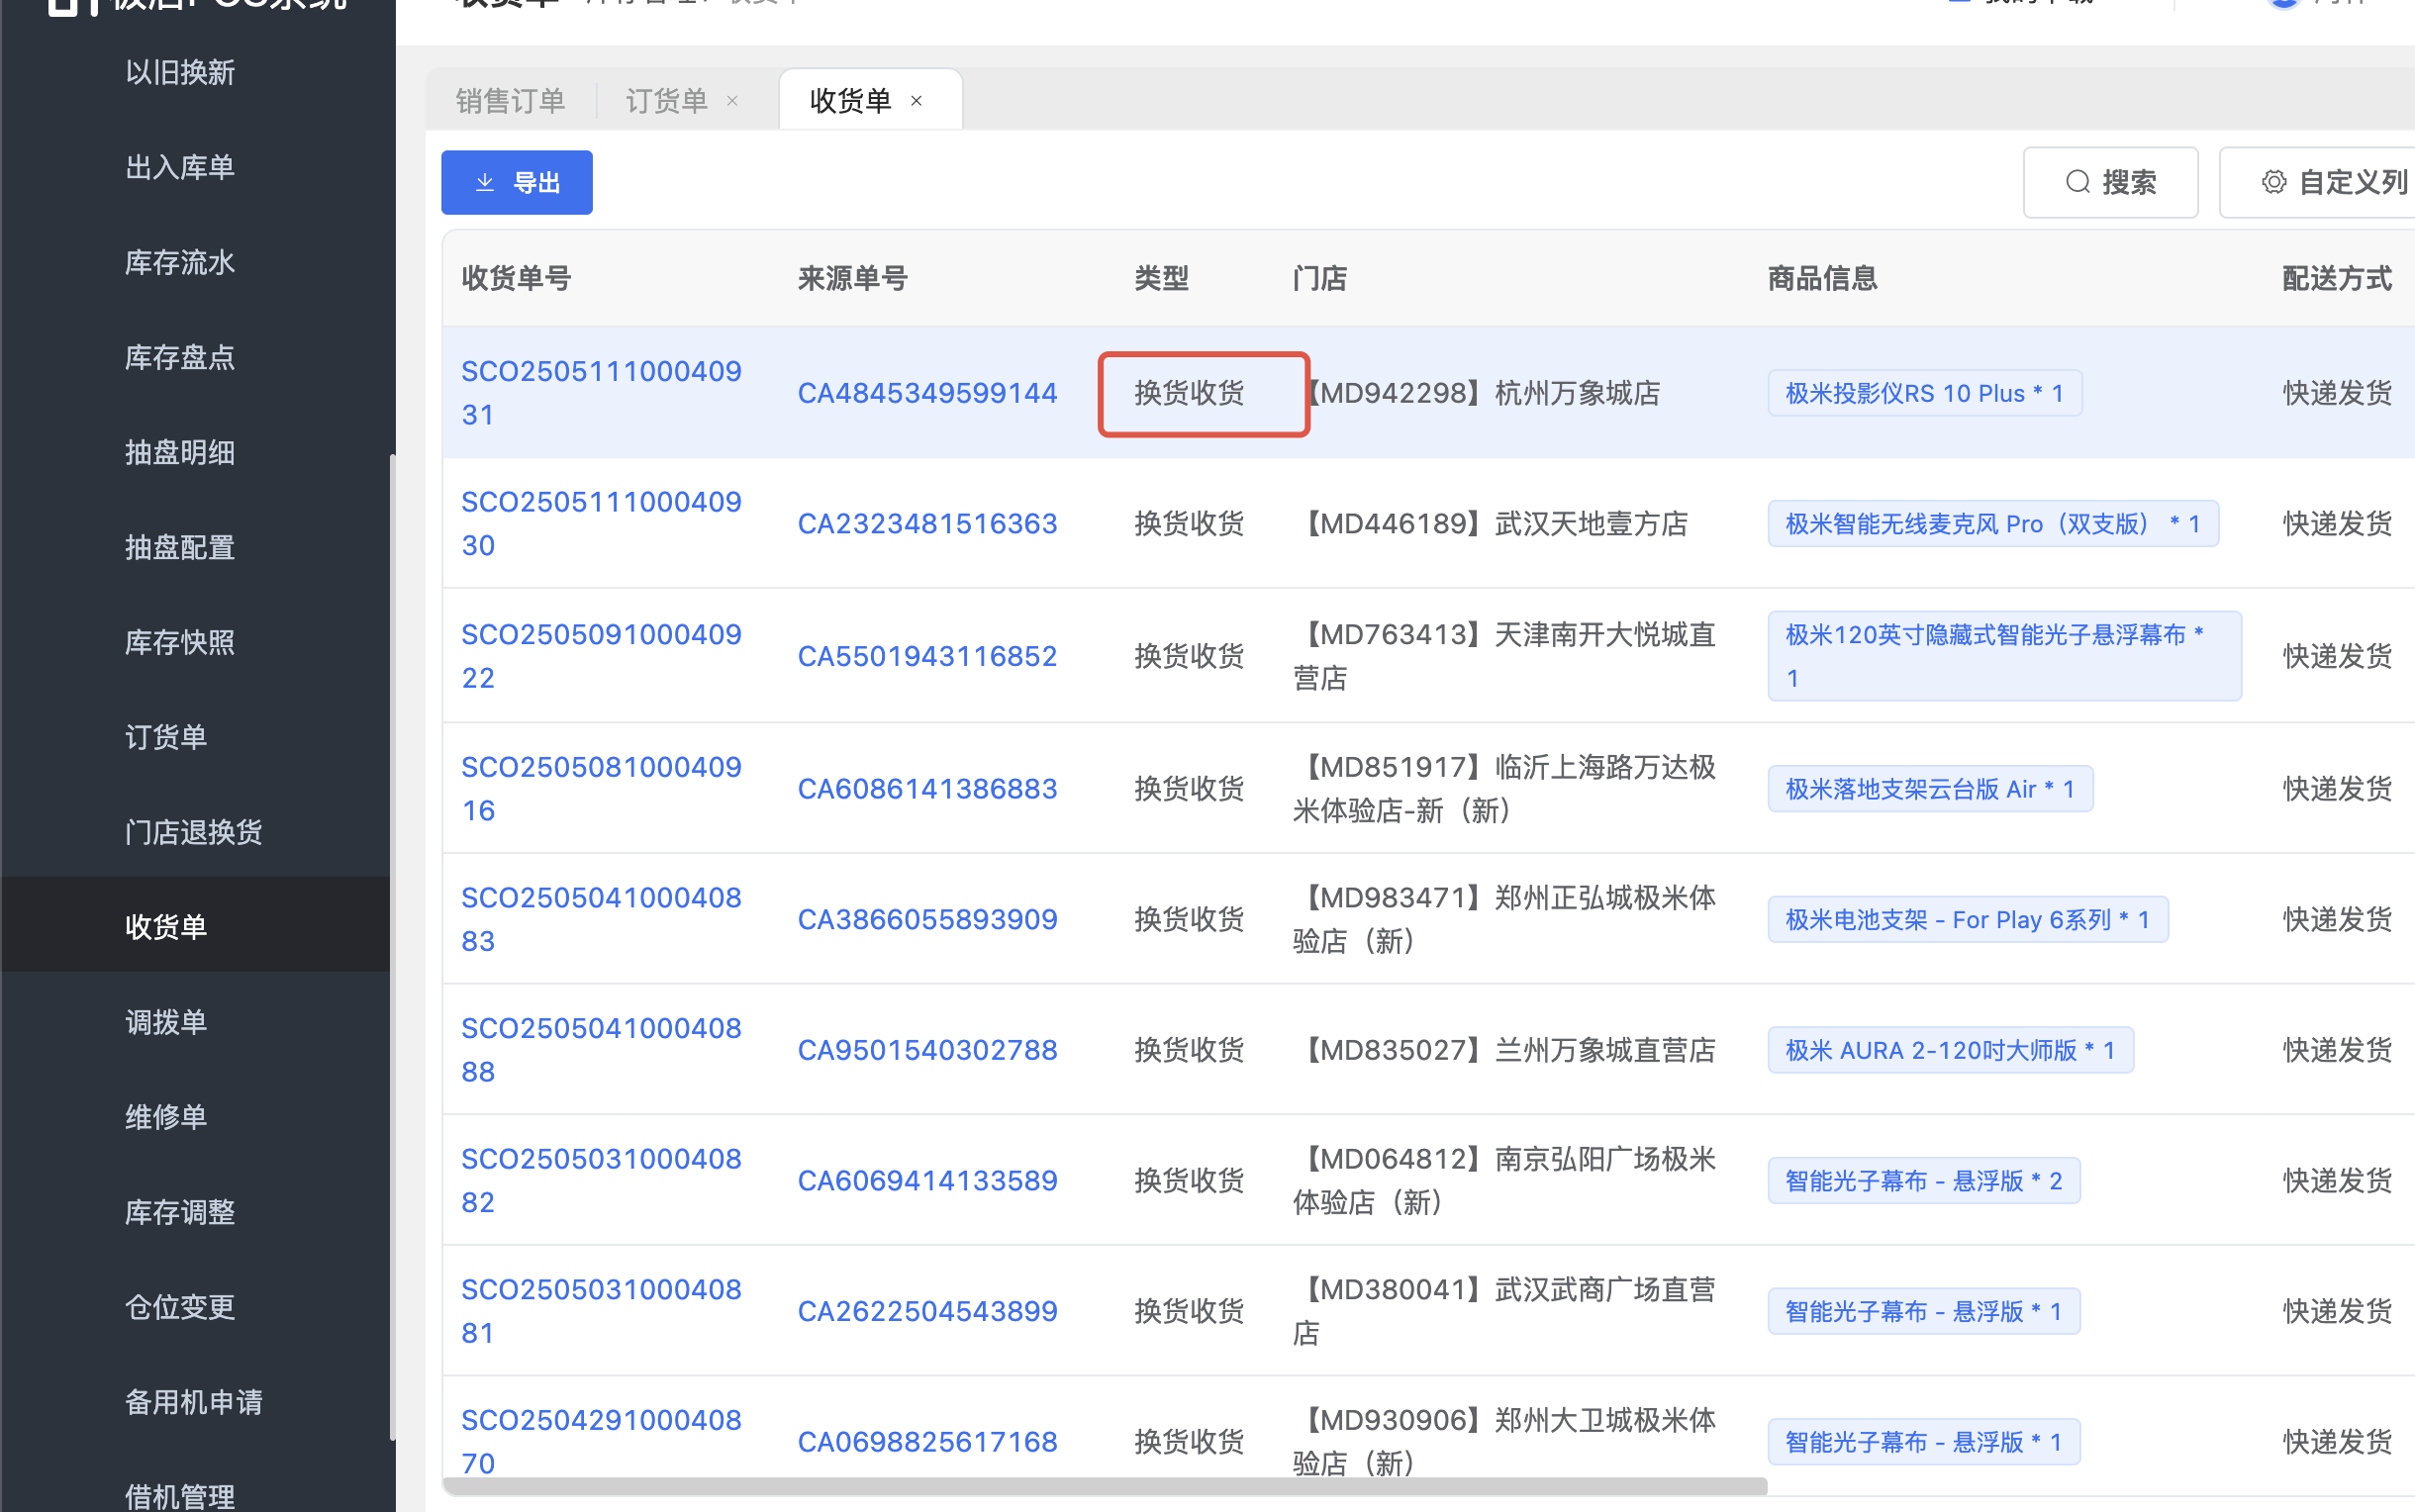 以旧换新
出入库单
库存流水
库存盘点
抽盘明细
抽盘配置
库存快照
订货单
门店退换货
收货单
调拨单
维修单
库存调整
仓位变更
备用机申请
借机管理
销售订单 订货单 × 收货单 ×
导出 搜索 自定义列
收货单号 来源单号 类型 门店 商品信息 配送方式
SCO2505111000409
31
CA4845349599144 换货收货 【MD942298】杭州万象城店 极米投影仪RS 10 Plus * 1 快递发货
SCO2505111000409
30
CA2323481516363 换货收货 【MD446189】武汉天地壹方店 极米智能无线麦克风 Pro（双支版） * 1 快递发货
SCO2505091000409
22
CA5501943116852 换货收货
【MD763413】天津南开大悦城直
营店
极米120英寸隐藏式智能光子悬浮幕布 *
1
快递发货
SCO2505081000409
16
CA6086141386883 换货收货
【MD851917】临沂上海路万达极
米体验店-新（新）
极米落地支架云台版 Air * 1 快递发货
SCO2505041000408
83
CA3866055893909 换货收货
【MD983471】郑州正弘城极米体
验店（新）
极米电池支架 - For Play 6系列 * 1 快递发货
SCO2505041000408
88
CA9501540302788 换货收货 【MD835027】兰州万象城直营店 极米 AURA 2-120吋大师版 * 1 快递发货
SCO2505031000408
82
CA6069414133589 换货收货
【MD064812】南京弘阳广场极米
体验店（新）
智能光子幕布 - 悬浮版 * 2 快递发货
SCO2505031000408
81
CA2622504543899 换货收货
【MD380041】武汉武商广场直营
店
智能光子幕布 - 悬浮版 * 1 快递发货
SCO2504291000408
70
CA0698825617168 换货收货
【MD930906】郑州大卫城极米体
验店（新）
智能光子幕布 - 悬浮版 * 1 快递发货